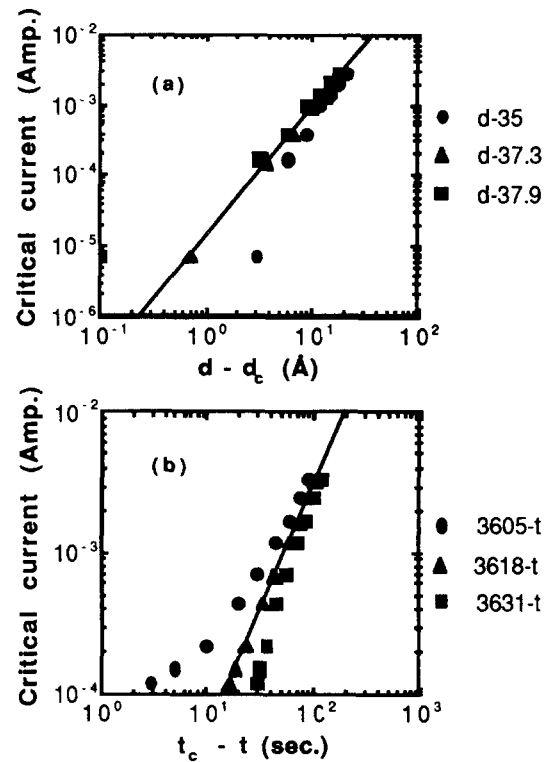 Critical current (Amp.)
10⁻²
10⁻³
10⁻⁴
10⁻⁵
10⁻⁶
(a)
10⁻¹ 10⁰ 10¹ 10²
d - d_c (Å)
d-35
d-37.3
d-37.9
Critical current (Amp.)
10⁻²
10⁻³
10⁻⁴
(b)
10⁰ 10¹ 10² 10³
t_c - t (sec.)
3605-t
3618-t
3631-t